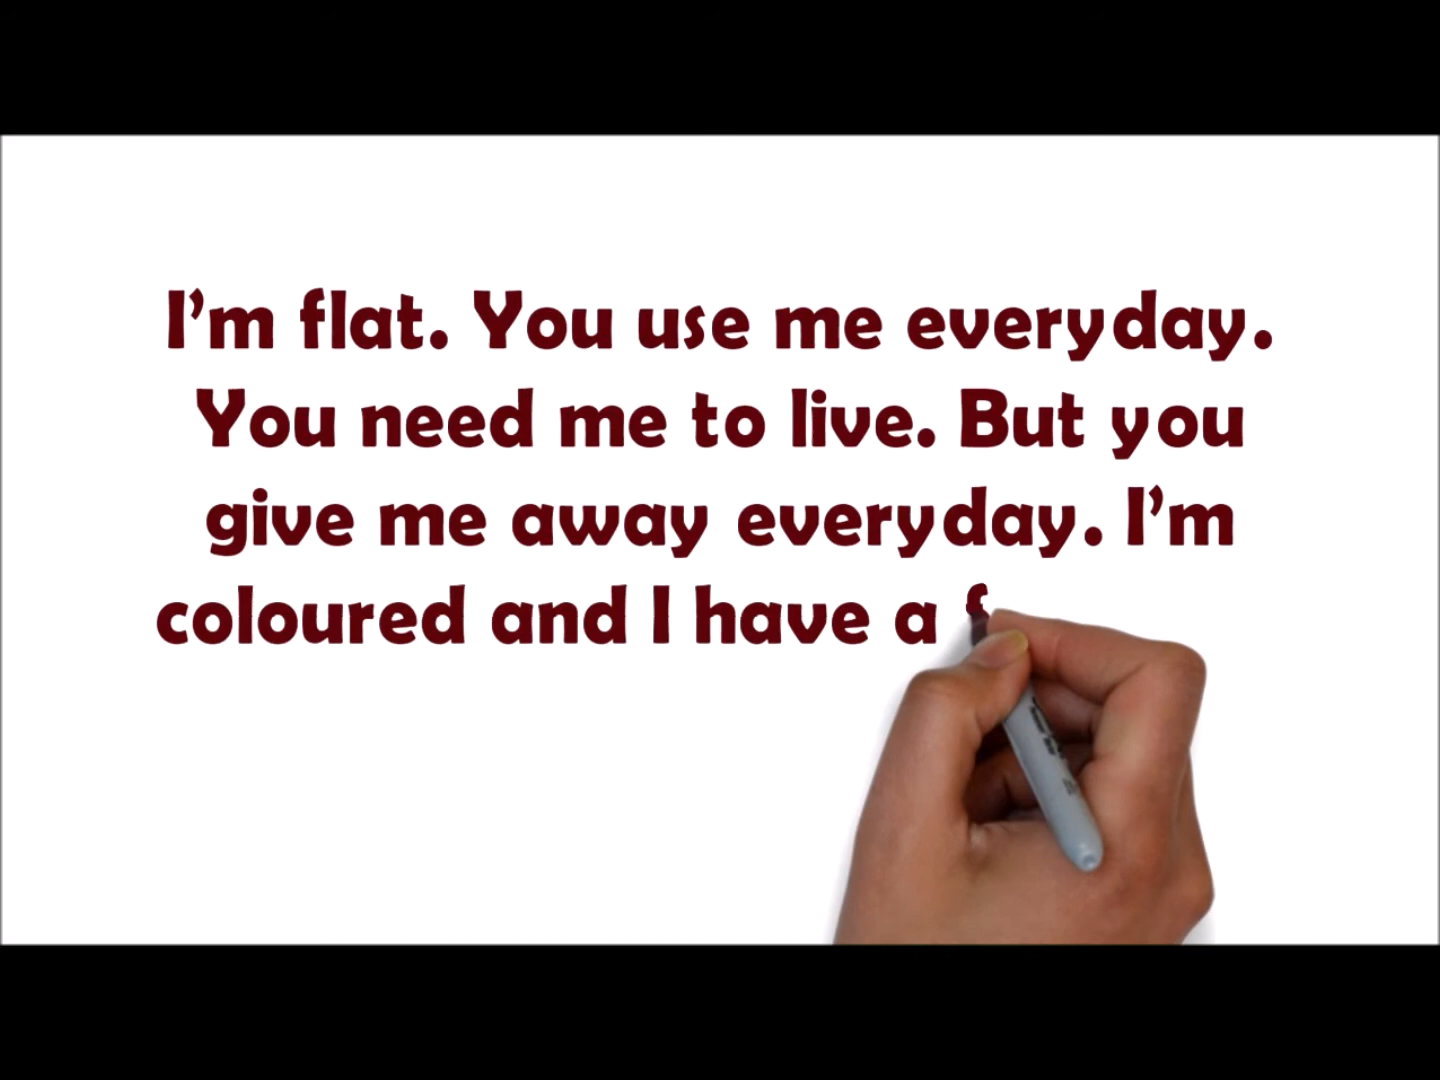 I'm flat. You use me everyday.
You need me to live. But you
give me away everyday. I'm
coloured and I have a